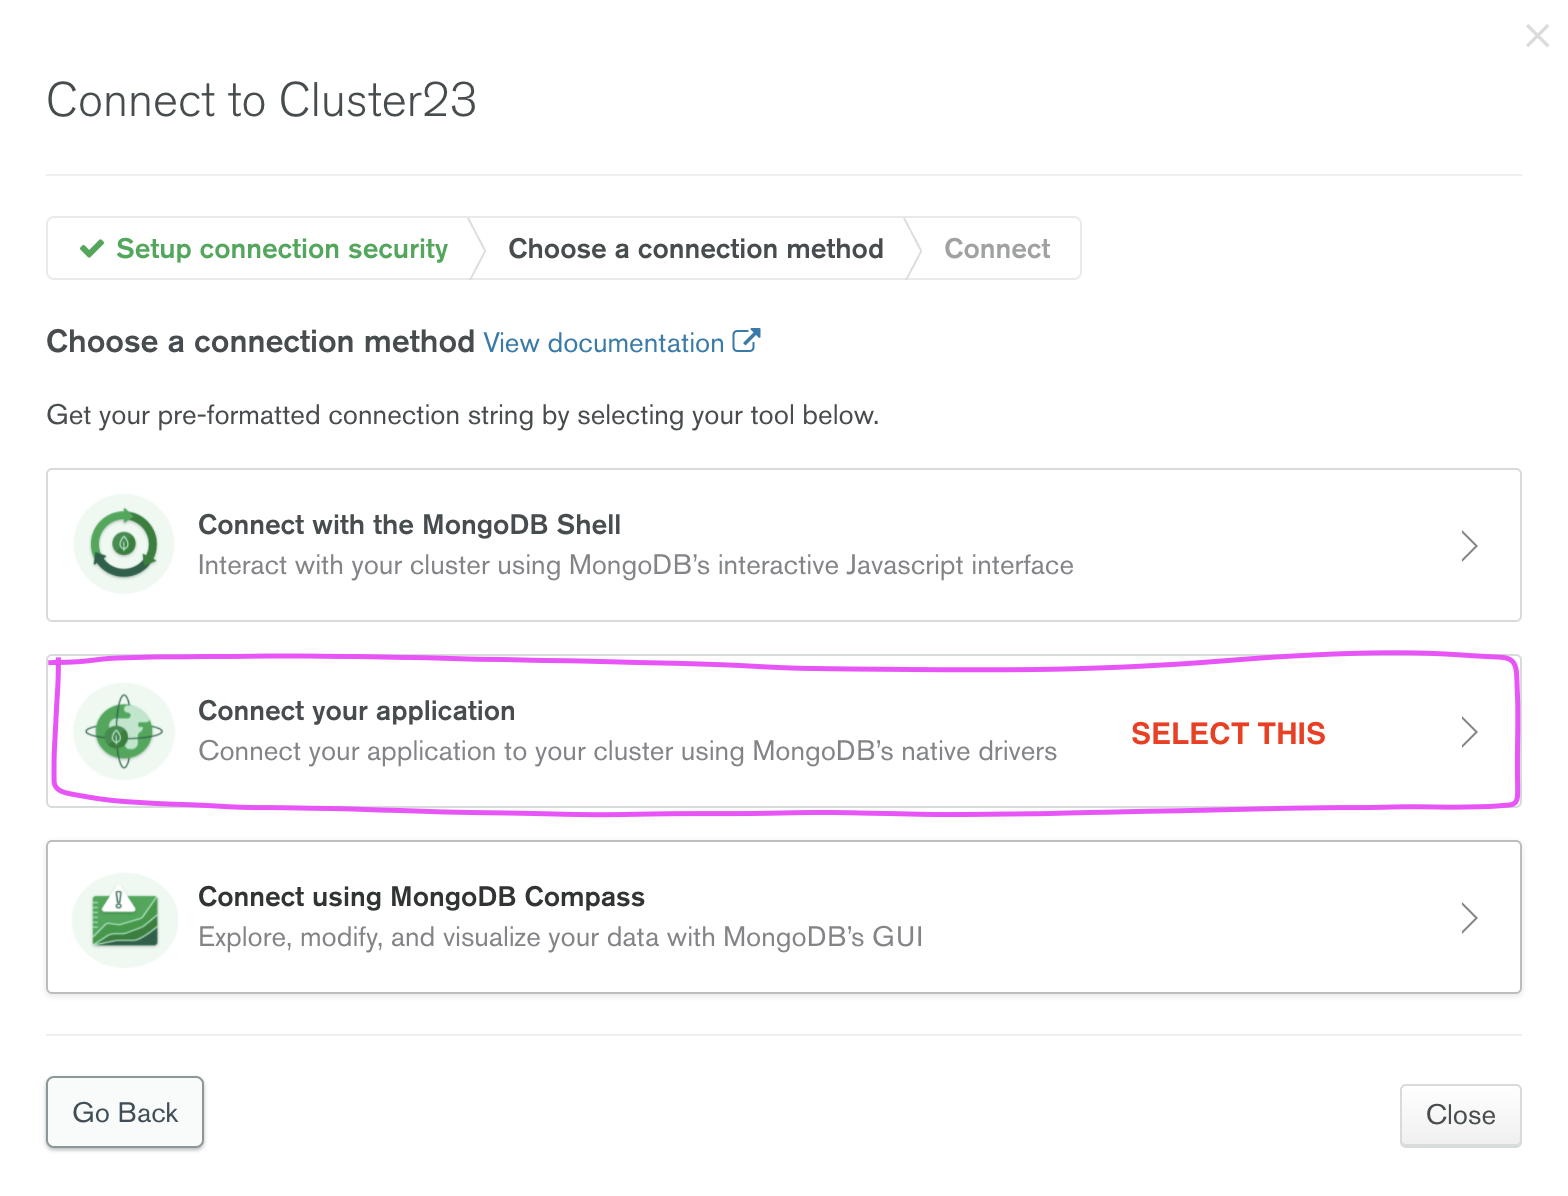 Connect to Cluster23
Setup connection security
Choose a connection method
Connect
Choose a connection method View documentation
Get your pre-formatted connection string by selecting your tool below.
Connect with the MongoDB Shell
Interact with your cluster using MongoDB’s interactive Javascript interface
Connect your application
Connect your application to your cluster using MongoDB’s native drivers
SELECT THIS
Connect using MongoDB Compass
Explore, modify, and visualize your data with MongoDB’s GUI
Go Back
Close